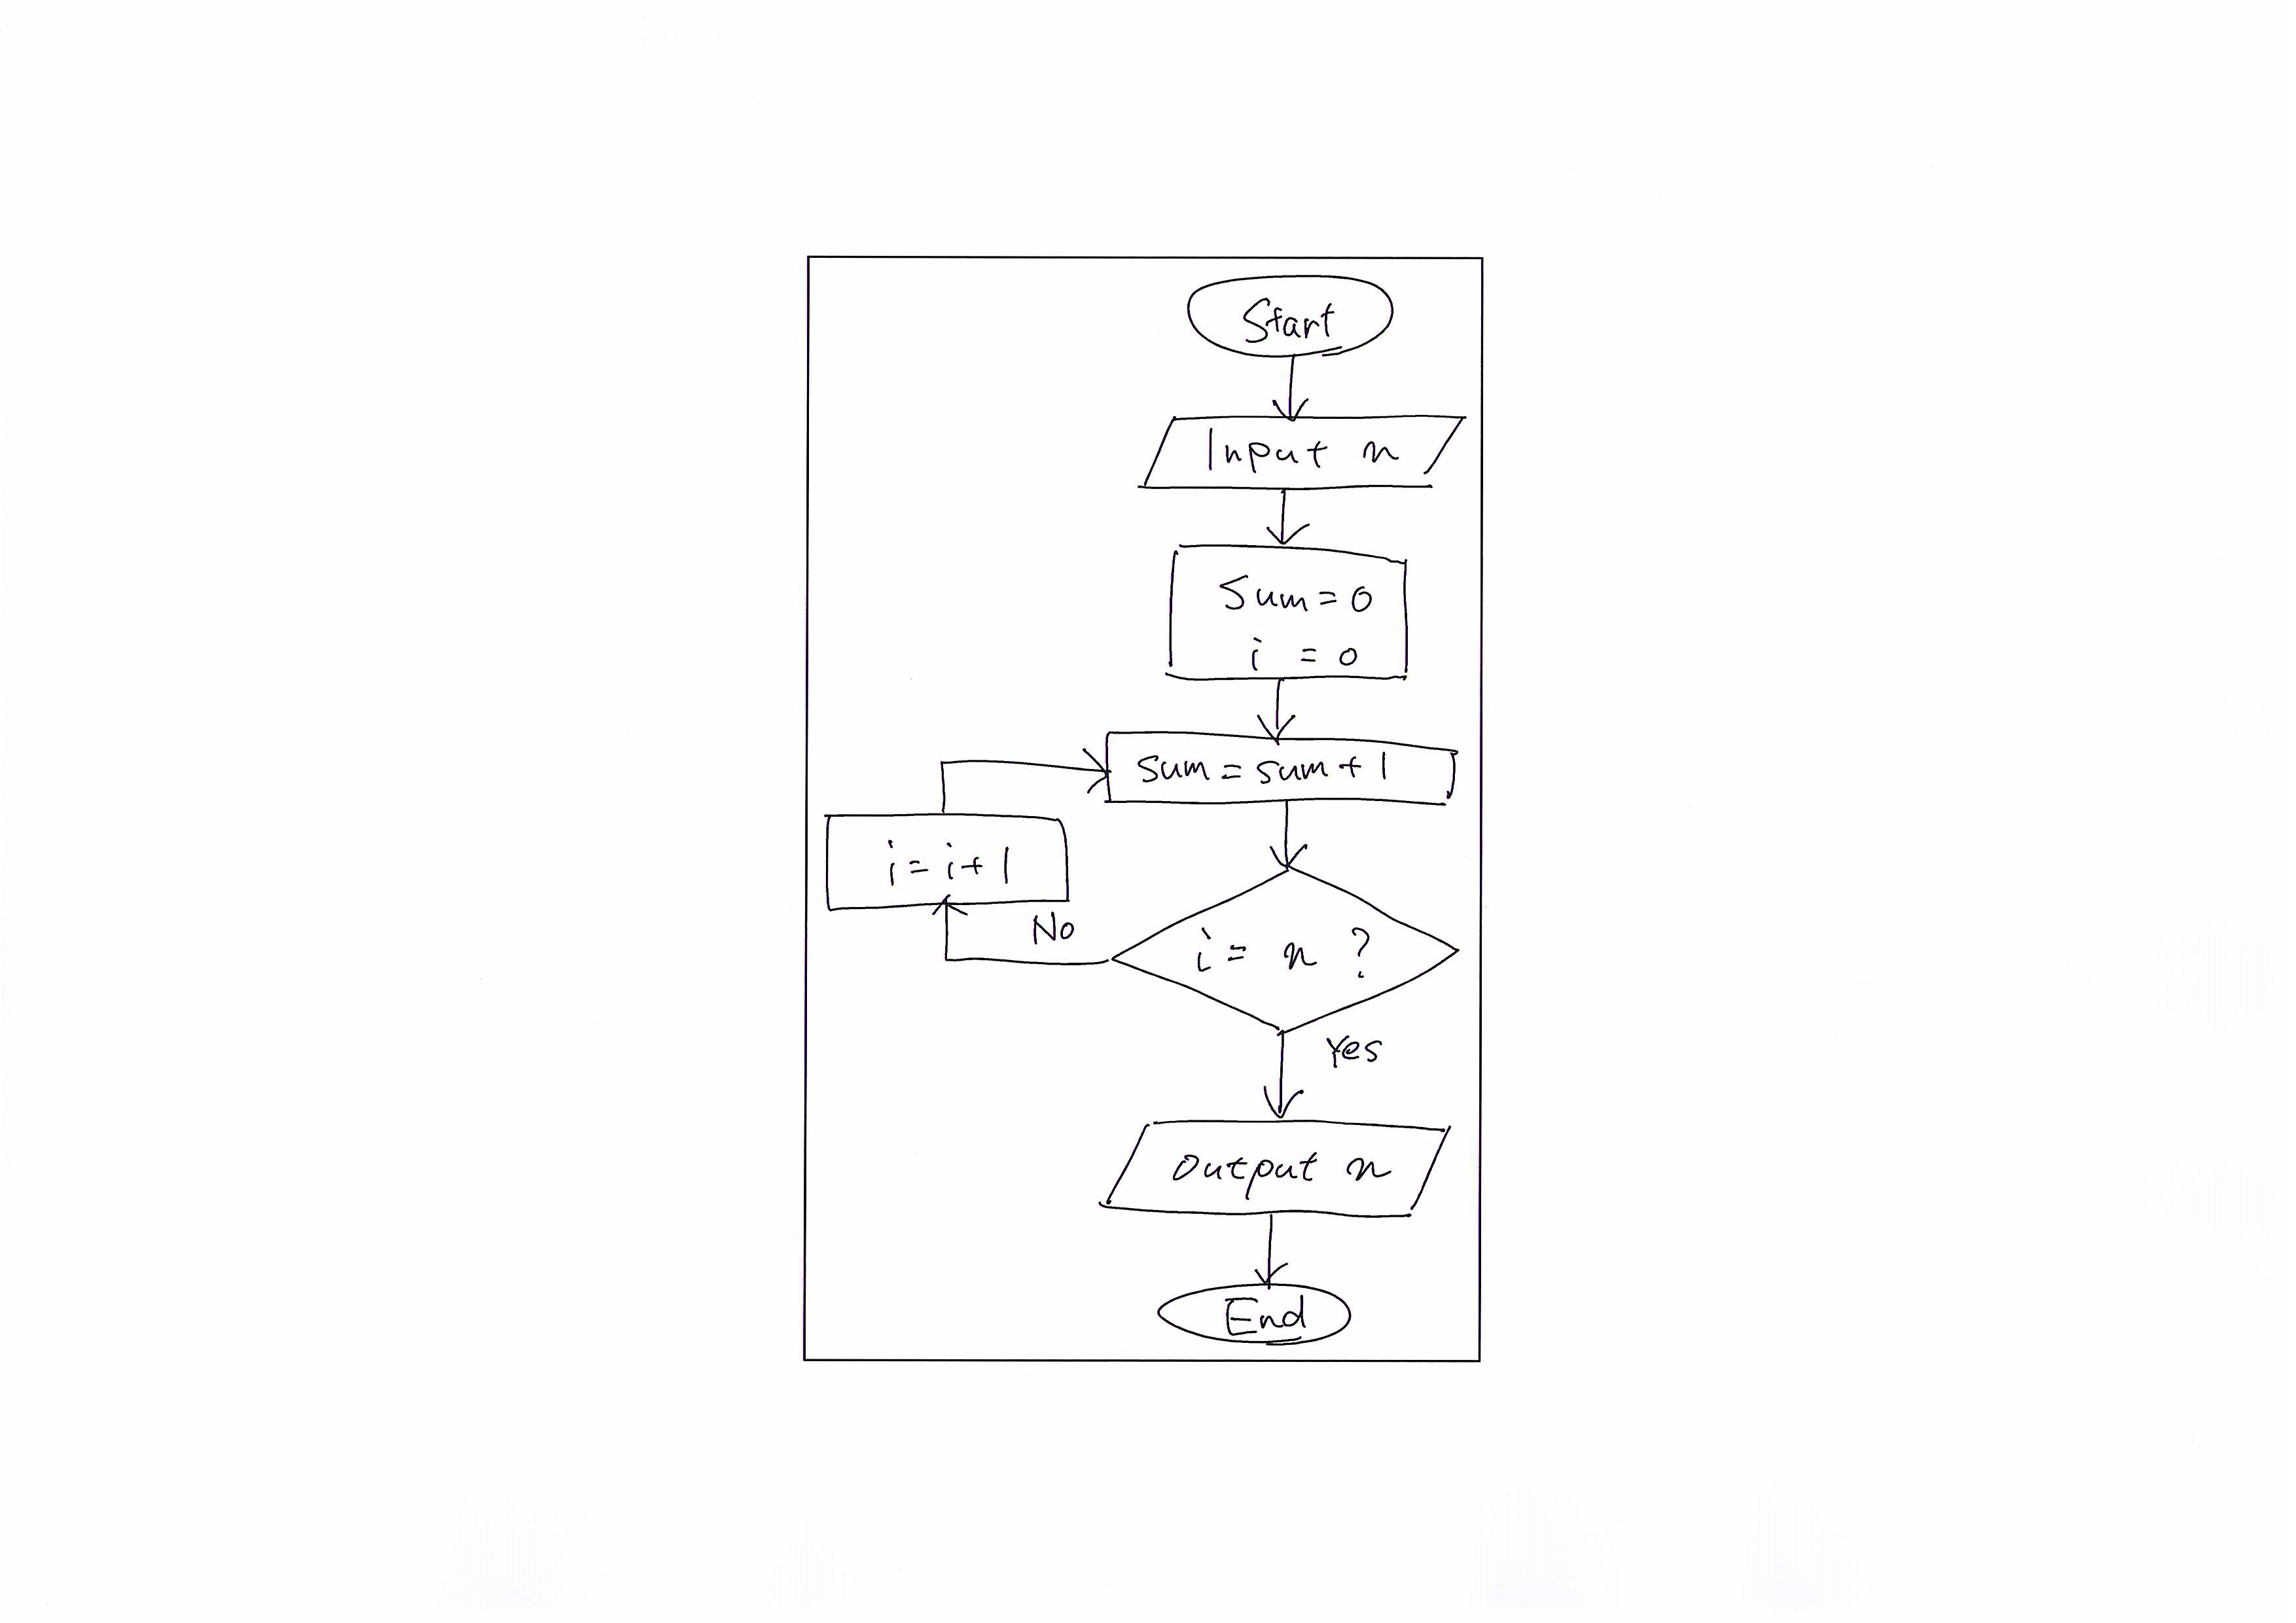 Start
Input n
Sum = 0
i = 0
sum = sum + 1
i = i + 1
No
i = n ?
Yes
output n
End